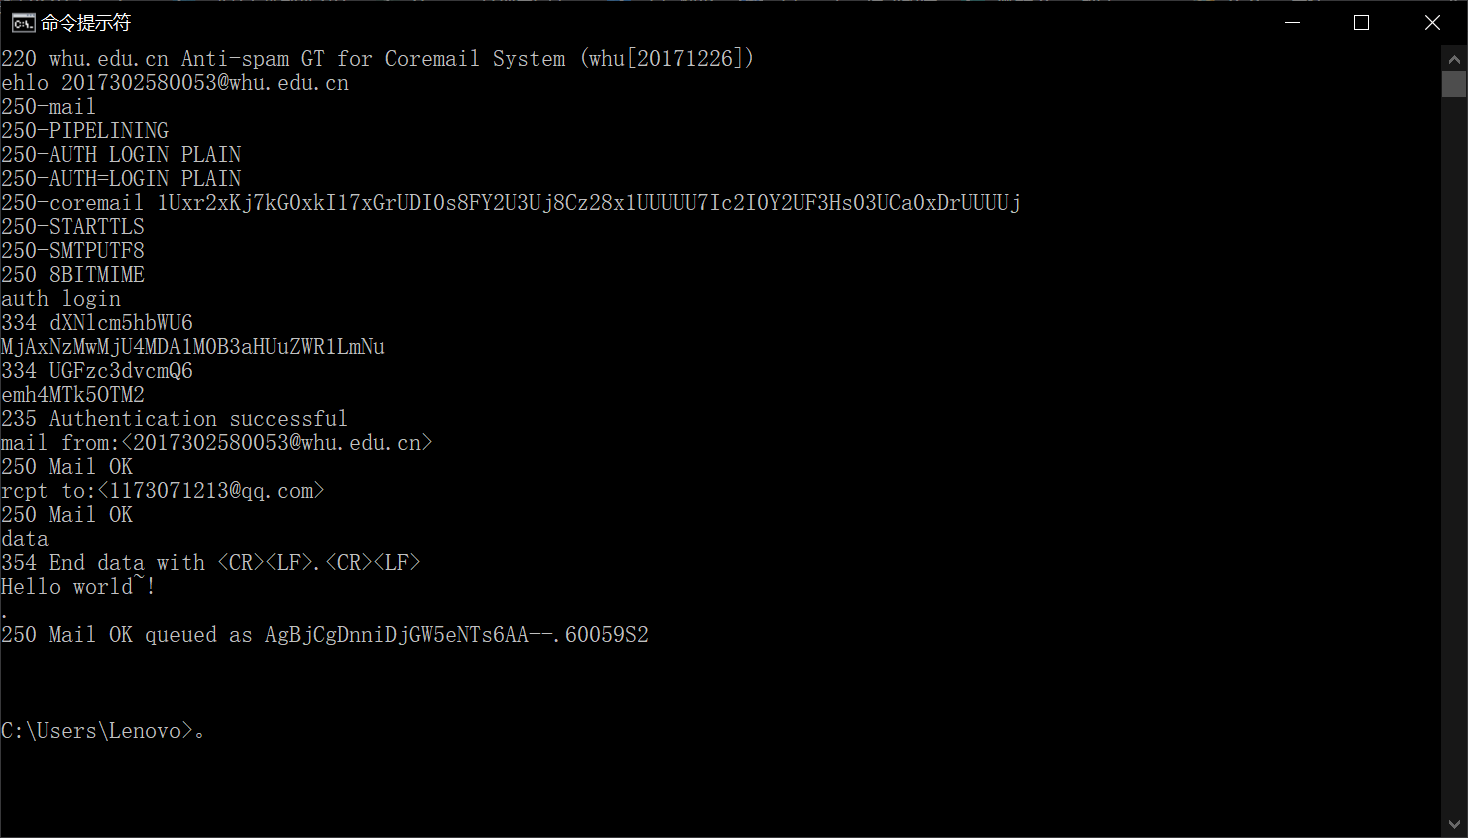 命令提示符
220 whu.edu.cn Anti-spam GT for Coremail System (whu[20171226])
ehlo 2017302580053@whu.edu.cn
250-mail
250-PIPELINING
250-AUTH LOGIN PLAIN
250-AUTH=LOGIN PLAIN
250-coremail 1Uxr2xKj7kG0xkI17xGrUDI0s8FY2U3Uj8Cz28x1UUUUU7Ic2I0Y2UF3Hs03UCa0xDrUUUUj
250-STARTTLS
250-SMTPUTF8
250 8BITMIME
auth login
334 dXNlcm5hbWU6
MjAxNzMwMjU4MDA1M0B3aHUuZWR1LmNu
334 UGFzc3dvcmQ6
emh4MTk5OTM2
235 Authentication successful
mail from:<2017302580053@whu.edu.cn>
250 Mail OK
rcpt to:<1173071213@qq.com>
250 Mail OK
data
354 End data with <CR><LF>.<CR><LF>
Hello world~!
.
250 Mail OK queued as AgBjCgDnniDjGW5eNTs6AA--.60059S2
C:\Users\Lenovo>。